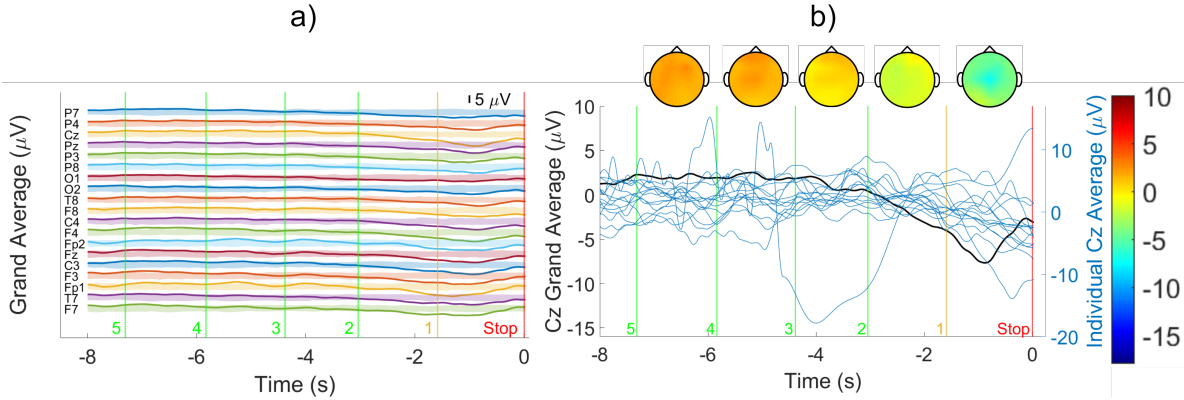 a)
b)
Grand Average (μV)
P7
P4
Cz
Pz
P3
P8
O1
O2
T8
F8
C4
F4
Fp2
Fz
C3
F3
Fp1
T7
F7
5 μV
5
4
3
2
1
Stop
-8
-6
-4
-2
0
Time (s)
Cz Grand Average (μV)
10
5
0
-5
-10
-15
5
4
3
2
1
Stop
-8
-6
-4
-2
0
Time (s)
10
0
-10
-20
Individual Cz Average (μV)
10
5
0
-5
-10
-15